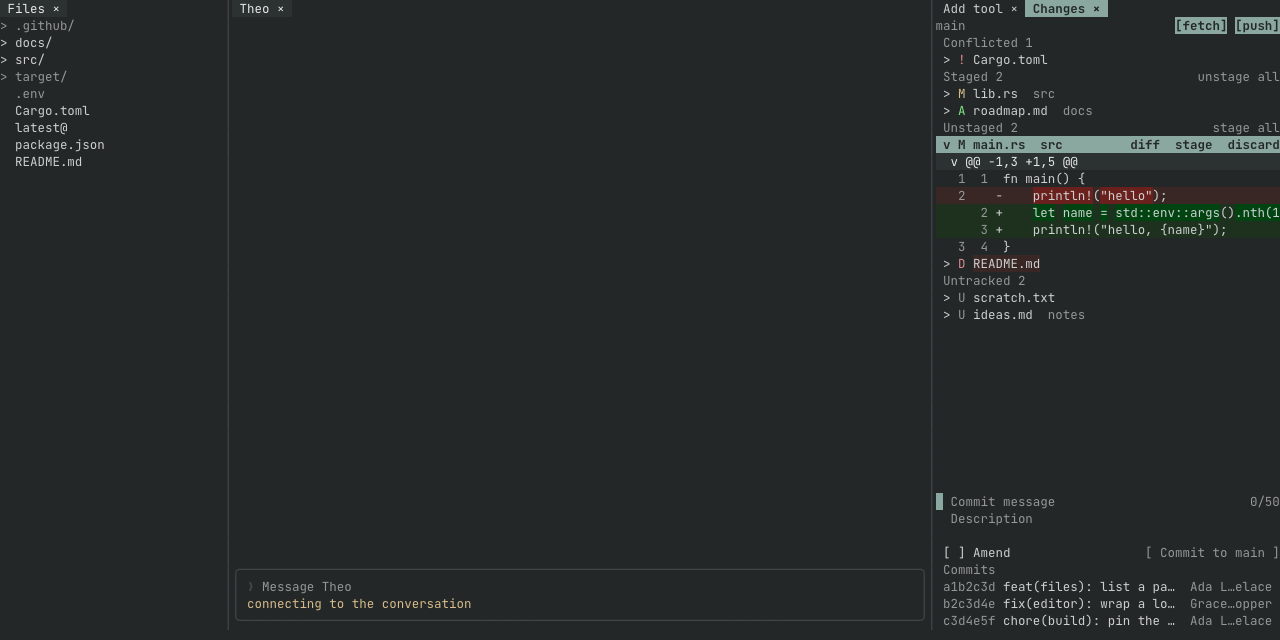 Files ×
> .github/
> docs/
> src/
> target/
.env
Cargo.toml
latest@
package.json
README.md
Theo ×
) Message Theo
connecting to the conversation
Add tool × Changes ×
main [fetch] [push]
Conflicted 1
> ! Cargo.toml
Staged 2 unstage all
> M lib.rs src
> A roadmap.md docs
Unstaged 2 stage all
v M main.rs src diff stage discard
v @@ -1,3 +1,5 @@
1 1 fn main() {
2 - println!("hello");
2 + let name = std::env::args().nth(1
3 + println!("hello, {name}");
3 4 }
> D README.md
Untracked 2
> U scratch.txt
> U ideas.md notes
Commit message 0/50
Description
[ ] Amend [ Commit to main ]
Commits
a1b2c3d feat(files): list a pa… Ada L…elace
b2c3d4e fix(editor): wrap a lo… Grace…opper
c3d4e5f chore(build): pin the … Ada L…elace